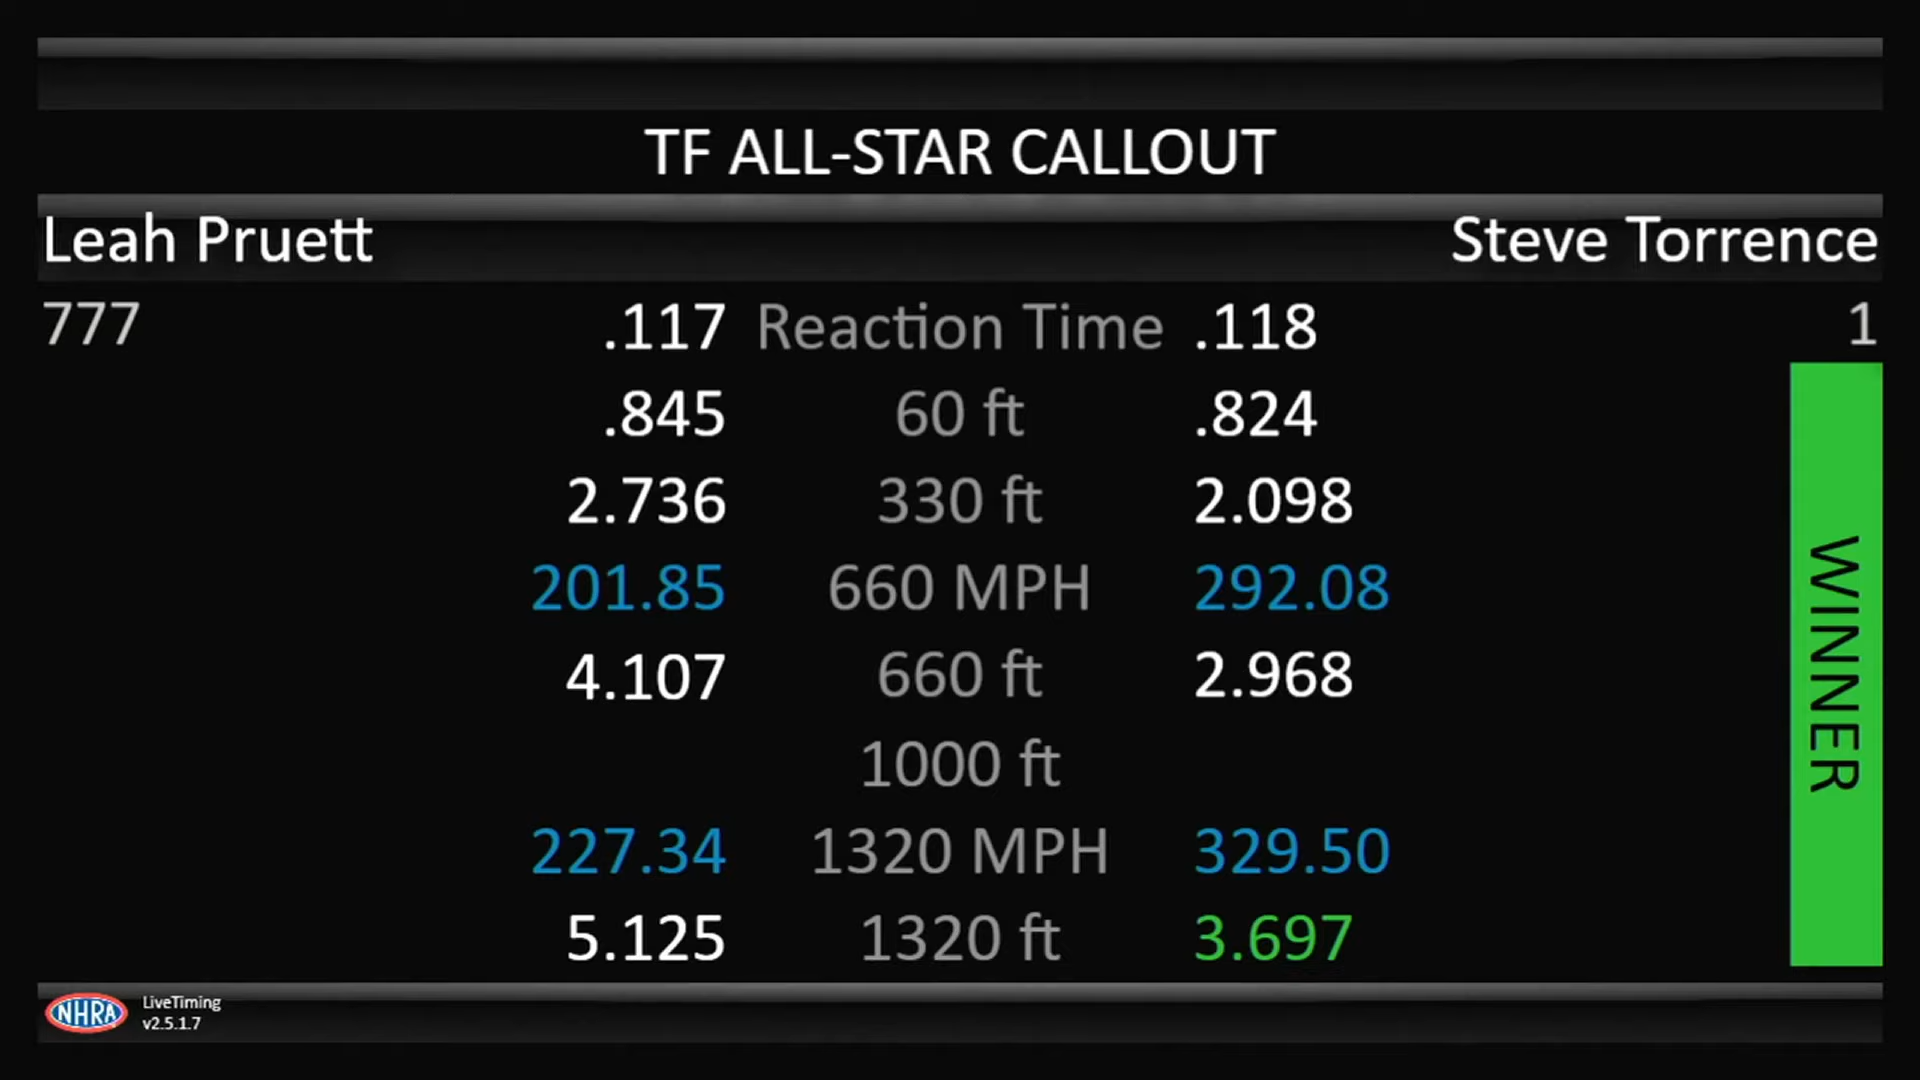 TF ALL-STAR CALLOUT
Leah Pruett Steve Torrence
777 .117 Reaction Time .118 1
.845 60 ft .824
2.736 330 ft 2.098
201.85 660 MPH 292.08
4.107 660 ft 2.968
1000 ft
227.34 1320 MPH 329.50
5.125 1320 ft 3.697
WINNER
NHRA LiveTiming
v2.5.1.7